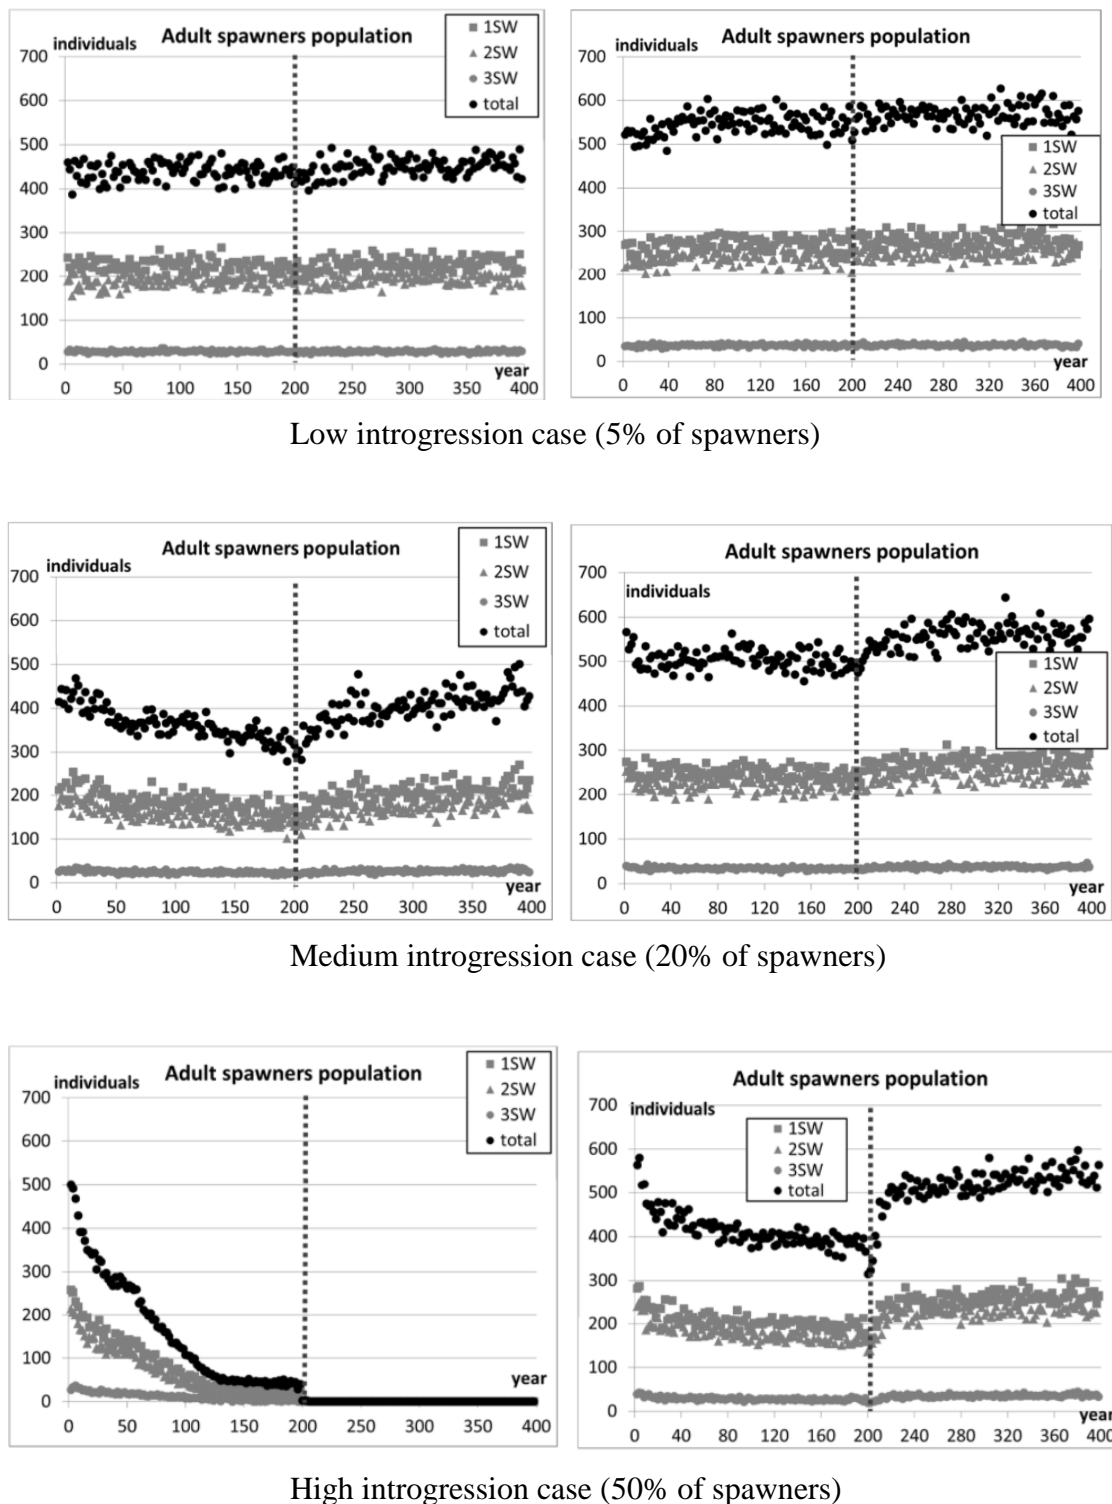 Adult spawners population
individuals
1SW
2SW
3SW
total
700
600
500
400
300
200
100
0
year
0 50 100 150 200 250 300 350 400
Adult spawners population
individuals
700
600
500
400
300
200
100
0
1SW
2SW
3SW
total
year
0 40 80 120 160 200 240 280 320 360 400
Low introgression case (5% of spawners)
Adult spawners population
individuals
1SW
2SW
3SW
total
700
600
500
400
300
200
100
0
year
0 50 100 150 200 250 300 350 400
Adult spawners population
individuals
700
600
500
400
300
200
100
0
1SW
2SW
3SW
total
year
0 40 80 120 160 200 240 280 320 360 400
Medium introgression case (20% of spawners)
Adult spawners population
individuals
1SW
2SW
3SW
total
700
600
500
400
300
200
100
0
year
0 50 100 150 200 250 300 350 400
Adult spawners population
individuals
1SW
2SW
3SW
total
700
600
500
400
300
200
100
0
year
0 40 80 120 160 200 240 280 320 360 400
High introgression case (50% of spawners)